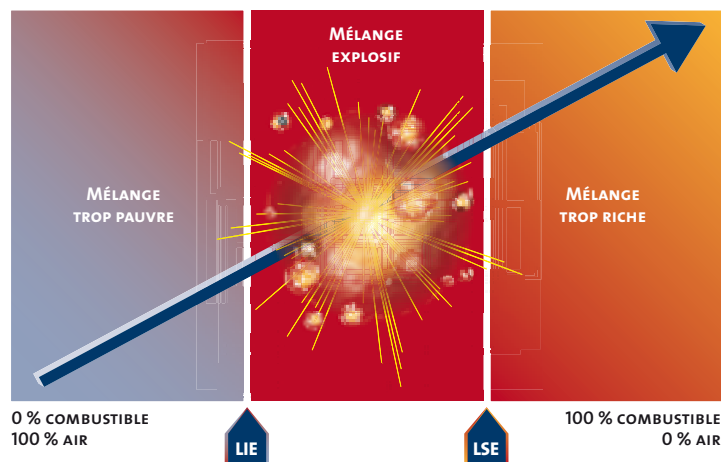 MÉLANGE
EXPLOSIF
MÉLANGE
TROP PAUVRE
MÉLANGE
TROP RICHE
0 % COMBUSTIBLE
100 % AIR
LIE
LSE
100 % COMBUSTIBLE
0 % AIR